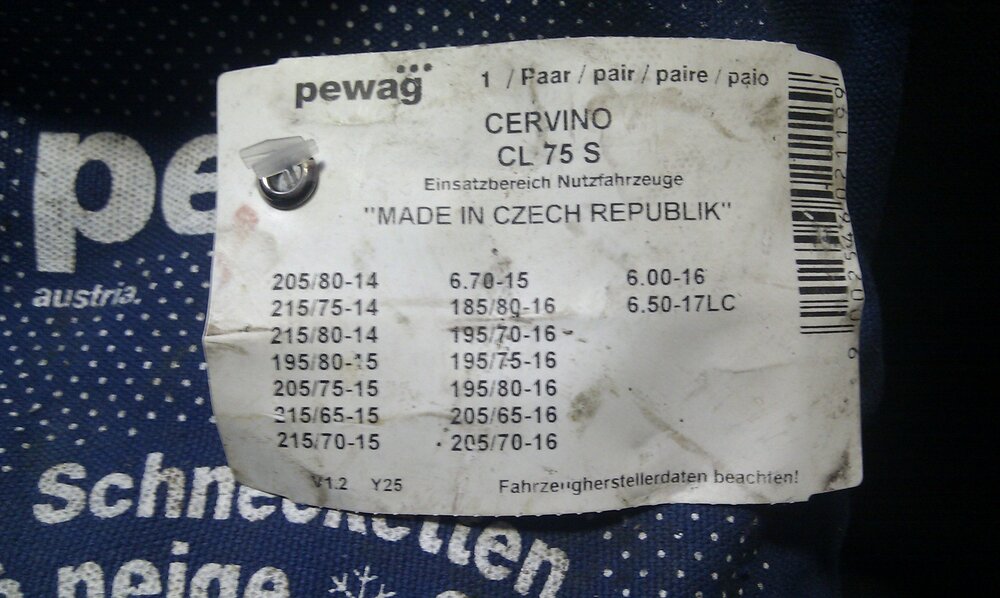 pewag
1 / Paar / pair / paire / paio
CERVINO
CL 75 S
Einsatzbereich Nutzfahrzeuge
"MADE IN CZECH REPUBLIK"
205/80-14 6.70-15 6.00-16
215/75-14 185/80-16 6.50-17LC
215/80-14 195/70-16
195/80-15 195/75-16
205/75-15 195/80-16
215/65-15 205/65-16
215/70-15 205/70-16
V1.2 Y25 Fahrzeugherstellerdaten beachten!
pe
austria.
Schneeketten
neige